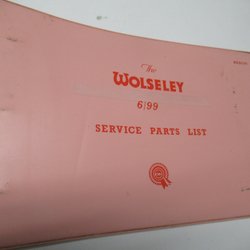 The
WOLSELEY
6/99
SERVICE PARTS LIST